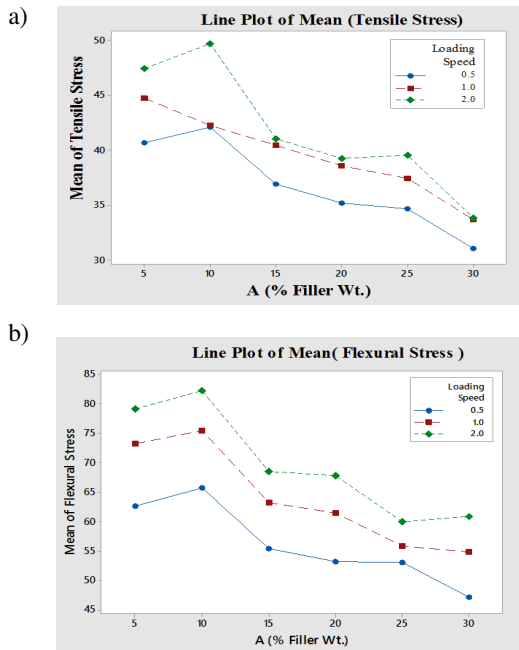 a)
Line Plot of Mean (Tensile Stress)
50
45
40
35
30
Mean of Tensile Stress
Loading
Speed
0.5
1.0
2.0
5 10 15 20 25 30
A (% Filler Wt.)
b)
Line Plot of Mean( Flexural Stress )
85
80
75
70
65
60
55
50
45
Mean of Flexural Stress
Loading
Speed
0.5
1.0
2.0
5 10 15 20 25 30
A (% Filler Wt.)